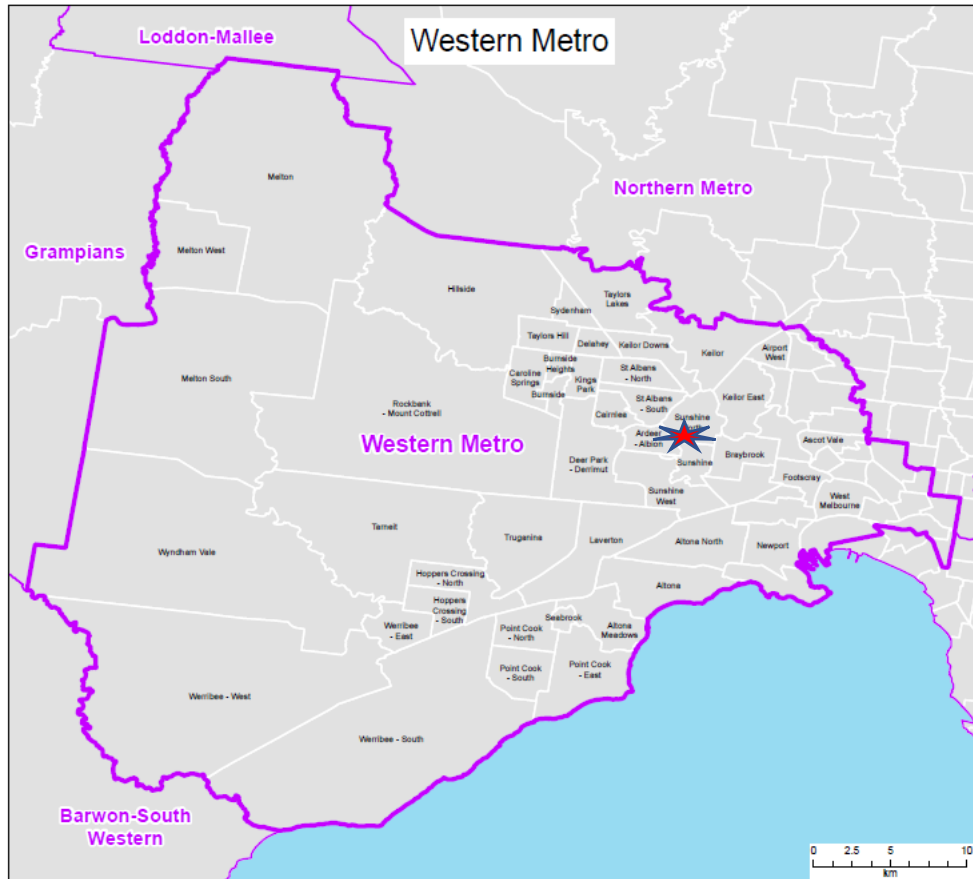 Western Metro
Loddon-Mallee
Northern Metro
Grampians
Western Metro
Barwon-South
Western
Melton
Melton West
Hillside
Taylors
Lakes
Sydenham
Taylors Hill
Delahey
Keilor Downs
Keilor
Airport
West
Burnside
Heights
Caroline
Springs
Kings
Park
Burnside
St Albans
- North
St Albans
- South
Keilor East
Melton South
Rockbank
- Mount Cottrell
Cairnlea
Sunshine
Ardeer
- Albion
Ascot Vale
Braybrook
Deer Park
- Derrimut
Sunshine
Footscray
Sunshine
West
West
Melbourne
Tarneit
Truganina
Laverton
Altona North
Newport
Wyndham Vale
Hoppers Crossing
- North
Hoppers
Crossing
- South
Altona
Werribee
- East
Seabrook
Point Cook
- North
Altona
Meadows
Point Cook
- South
Point Cook
- East
Werribee - West
Werribee - South
0 2.5 5 10
km